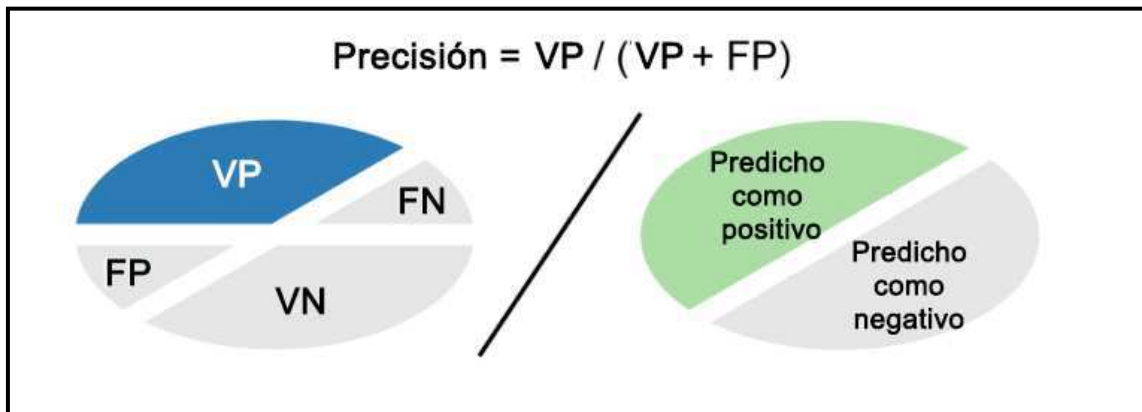 Precisión = VP / (VP + FP)
VP
FN
FP
VN
Predicho
como
positivo
Predicho
como
negativo